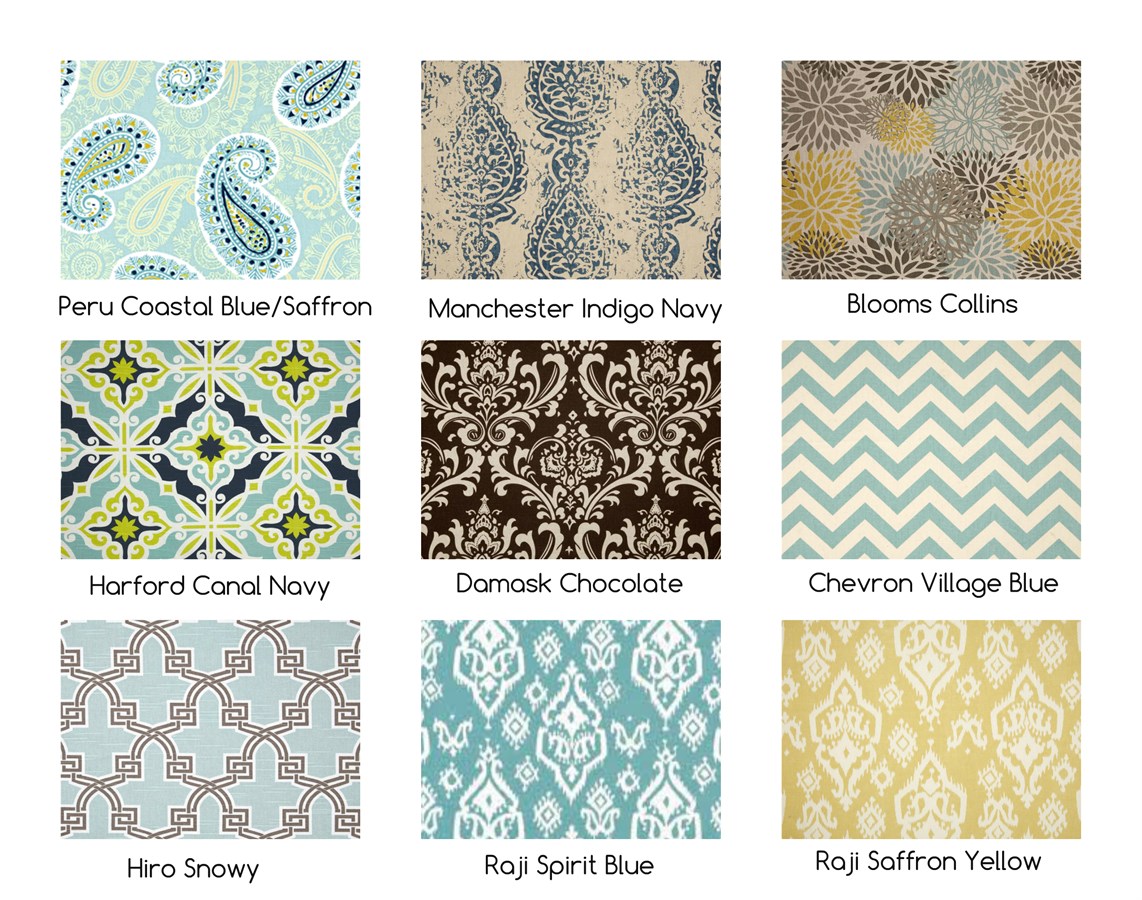 Peru Coastal Blue/Saffron
Manchester Indigo Navy
Blooms Collins
Harford Canal Navy
Damask Chocolate
Chevron Village Blue
Hiro Snowy
Raji Spirit Blue
Raji Saffron Yellow